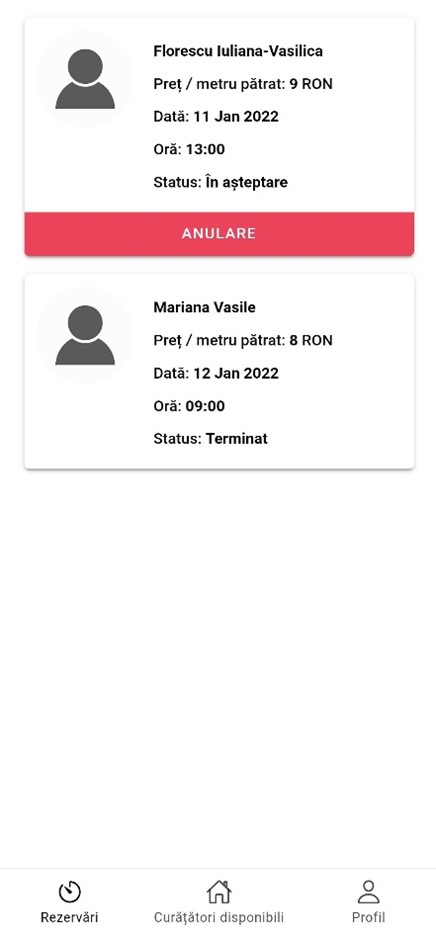 Florescu Iuliana-Vasilica
Preț / metru pătrat: 9 RON
Dată: 11 Jan 2022
Oră: 13:00
Status: În așteptare
ANULARE
Mariana Vasile
Preț / metru pătrat: 8 RON
Dată: 12 Jan 2022
Oră: 09:00
Status: Terminat
Rezervări
Curățători disponibili
Profil